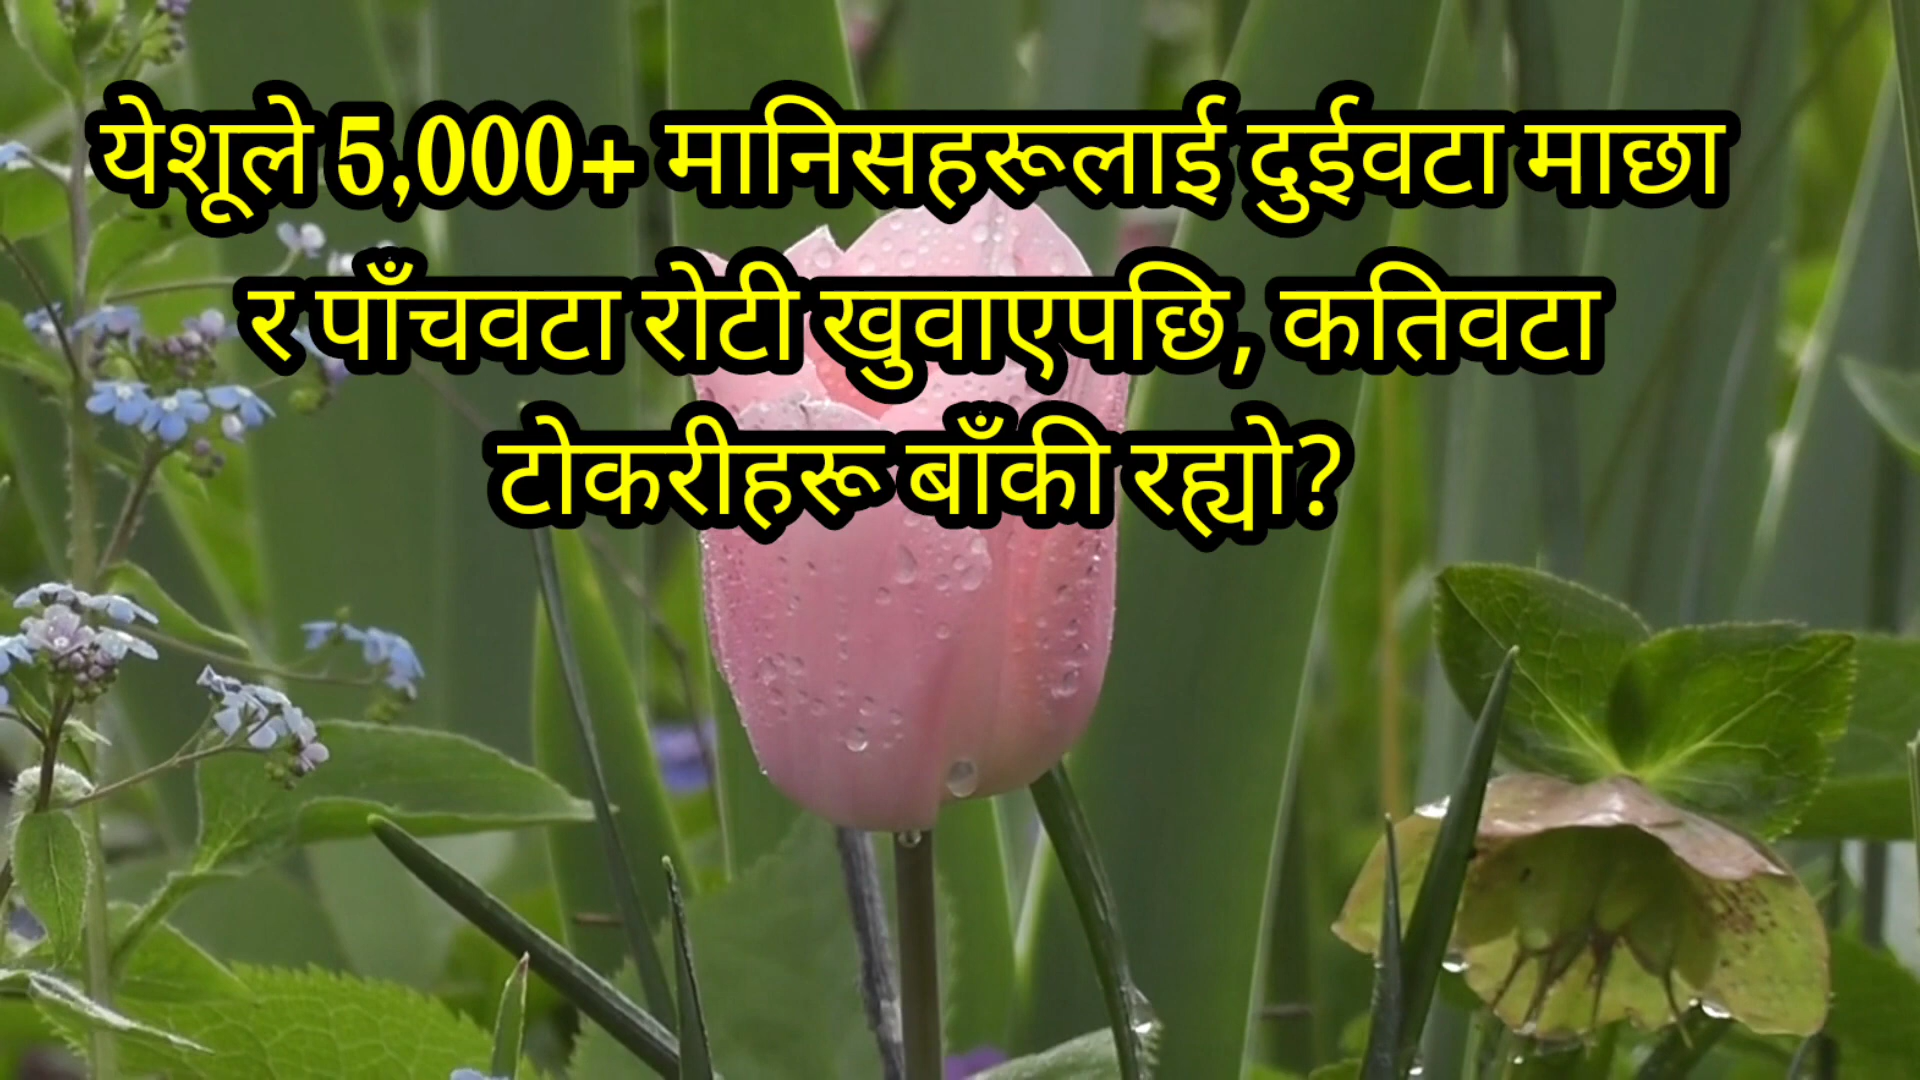 येशूले 5,000+ मानिसहरूलाई दुईवटा माछा
र पाँचवटा रोटी खुवाएपछि, कतिवटा
टोकरीहरू बाँकी रह्यो?